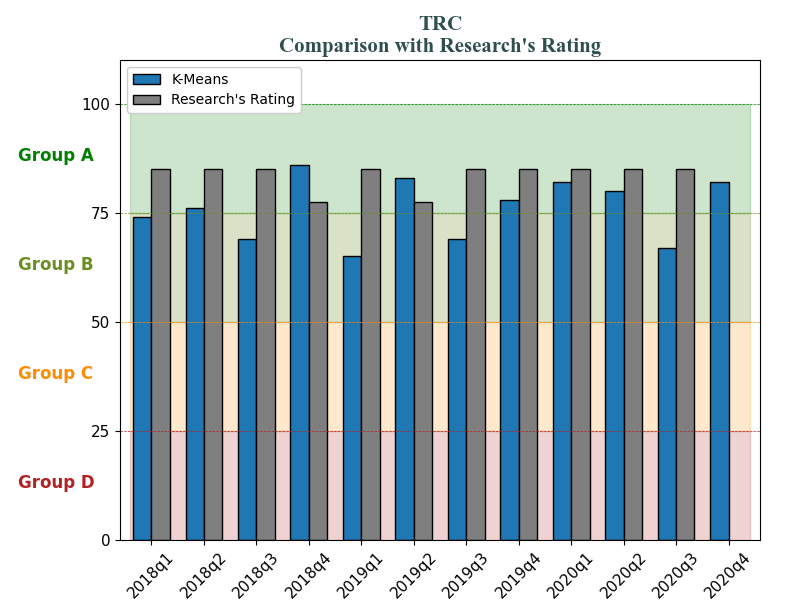 TRC
Comparison with Research's Rating
K-Means
Research's Rating
100
Group A
75
Group B
50
Group C
25
Group D
0
2018q1
2018q2
2018q3
2018q4
2019q1
2019q2
2019q3
2019q4
2020q1
2020q2
2020q3
2020q4